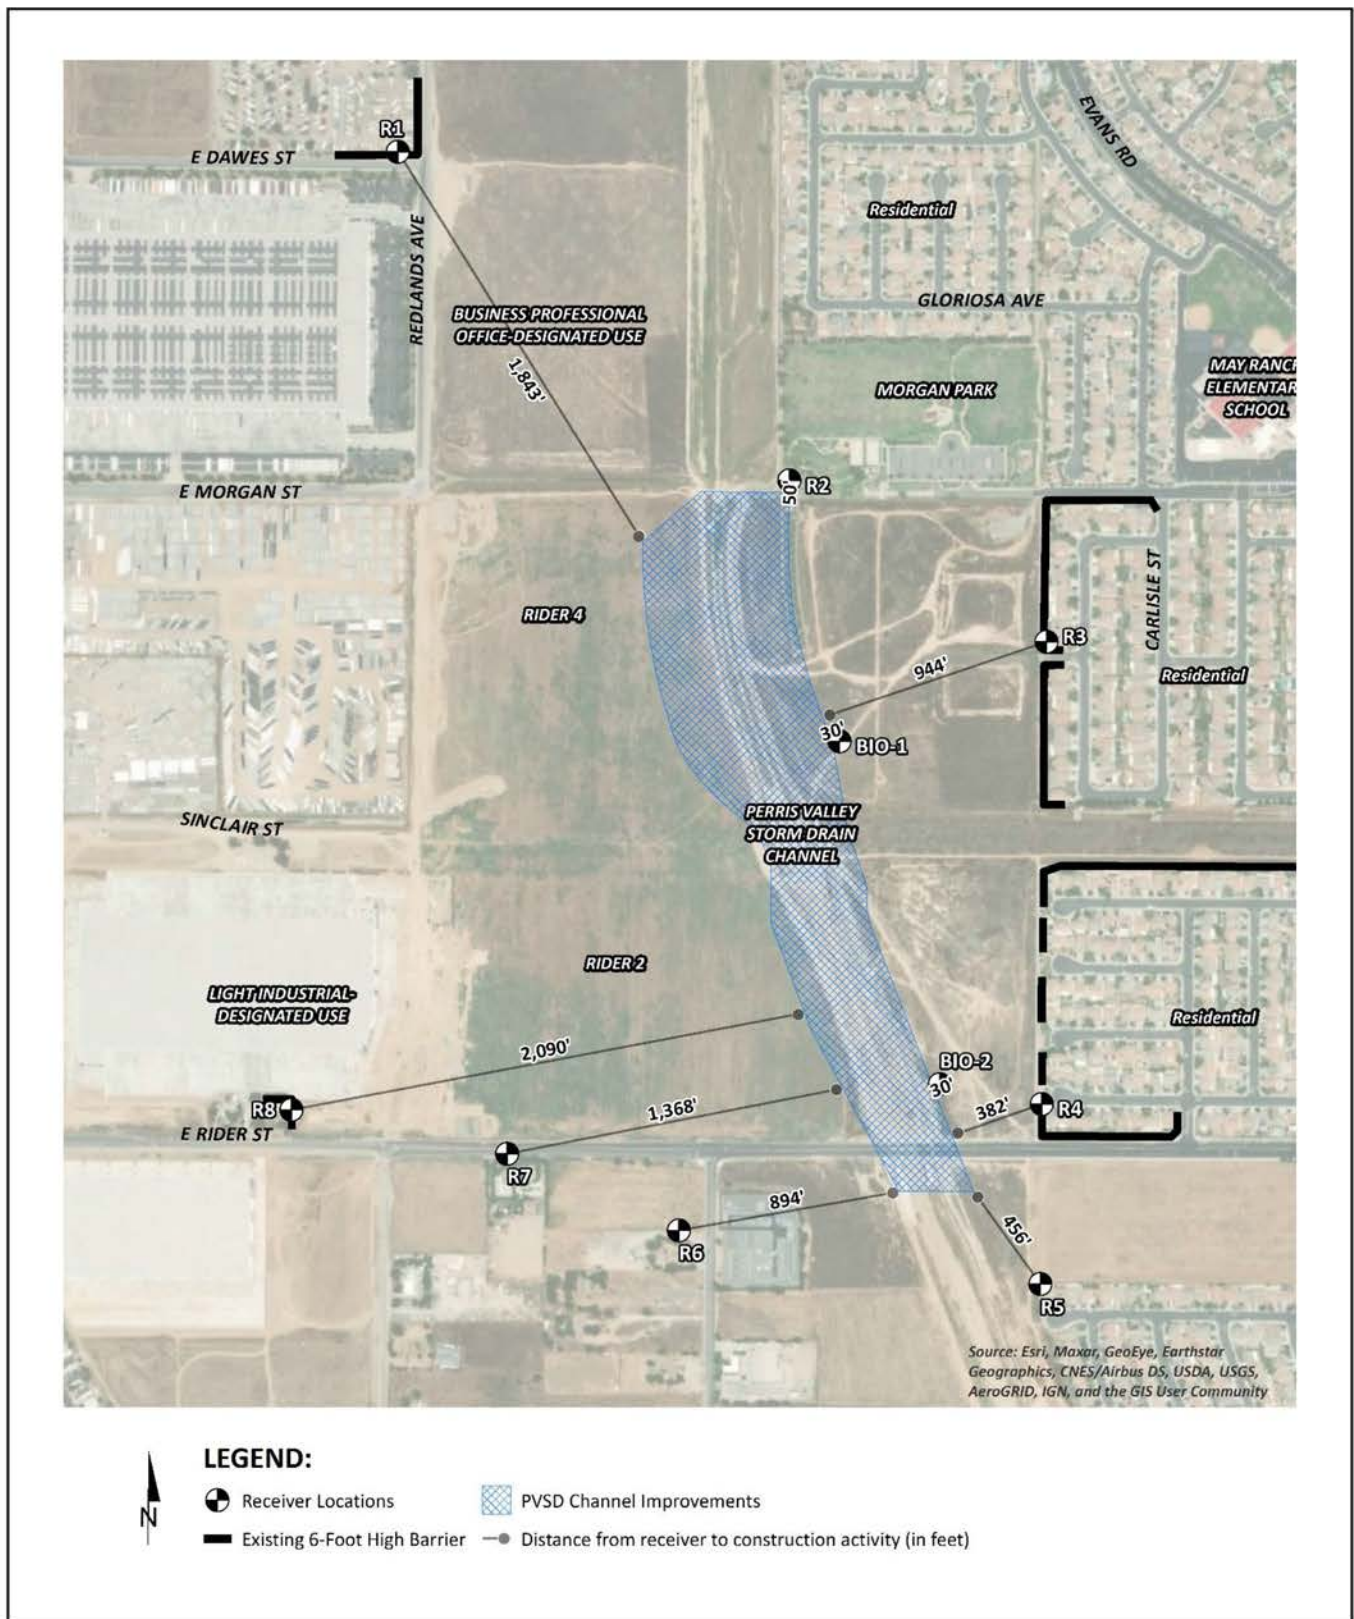 R1
E DAWES ST
EVANS RD
Residential
REDLANDS AVE
GLORIOSA AVE
BUSINESS PROFESSIONAL
OFFICE-DESIGNATED USE
1,843'
MAY RANCH
ELEMENTAR
SCHOOL
MORGAN PARK
E MORGAN ST
50'
R2
CARLISLE ST
RIDER 4
R3
944'
Residential
30'
BIO-1
SINCLAIR ST
PERRIS VALLEY
STORM DRAIN
CHANNEL
RIDER 2
LIGHT INDUSTRIAL-
DESIGNATED USE
Residential
2,090'
BIO-2
30'
R8
1,368'
382'
R4
E RIDER ST
R7
894'
R6
456'
R5
Source: Esri, Maxar, GeoEye, Earthstar
Geographics, CNES/Airbus DS, USDA, USGS,
AeroGRID, IGN, and the GIS User Community
N
LEGEND:
Receiver Locations
PVSD Channel Improvements
Existing 6-Foot High Barrier
Distance from receiver to construction activity (in feet)